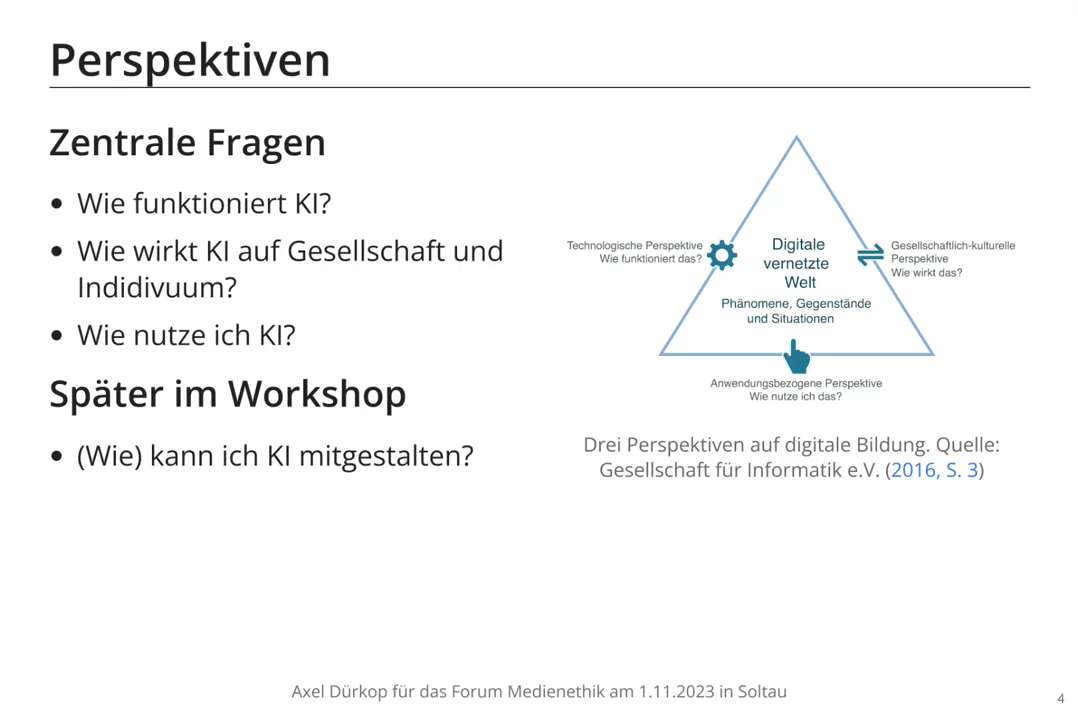 Perspektiven
Zentrale Fragen
• Wie funktioniert KI?
• Wie wirkt KI auf Gesellschaft und
Indidivuum?
• Wie nutze ich KI?
Später im Workshop
• (Wie) kann ich KI mitgestalten?
Technologische Perspektive
Wie funktioniert das?
Digitale
vernetzte
Welt
Phänomene, Gegenstände
und Situationen
Gesellschaftlich-kulturelle
Perspektive
Wie wirkt das?
Anwendungsbezogene Perspektive
Wie nutze ich das?
Drei Perspektiven auf digitale Bildung. Quelle:
Gesellschaft für Informatik e.V. (2016, S. 3)
Axel Dürkop für das Forum Medienethik am 1.11.2023 in Soltau
4